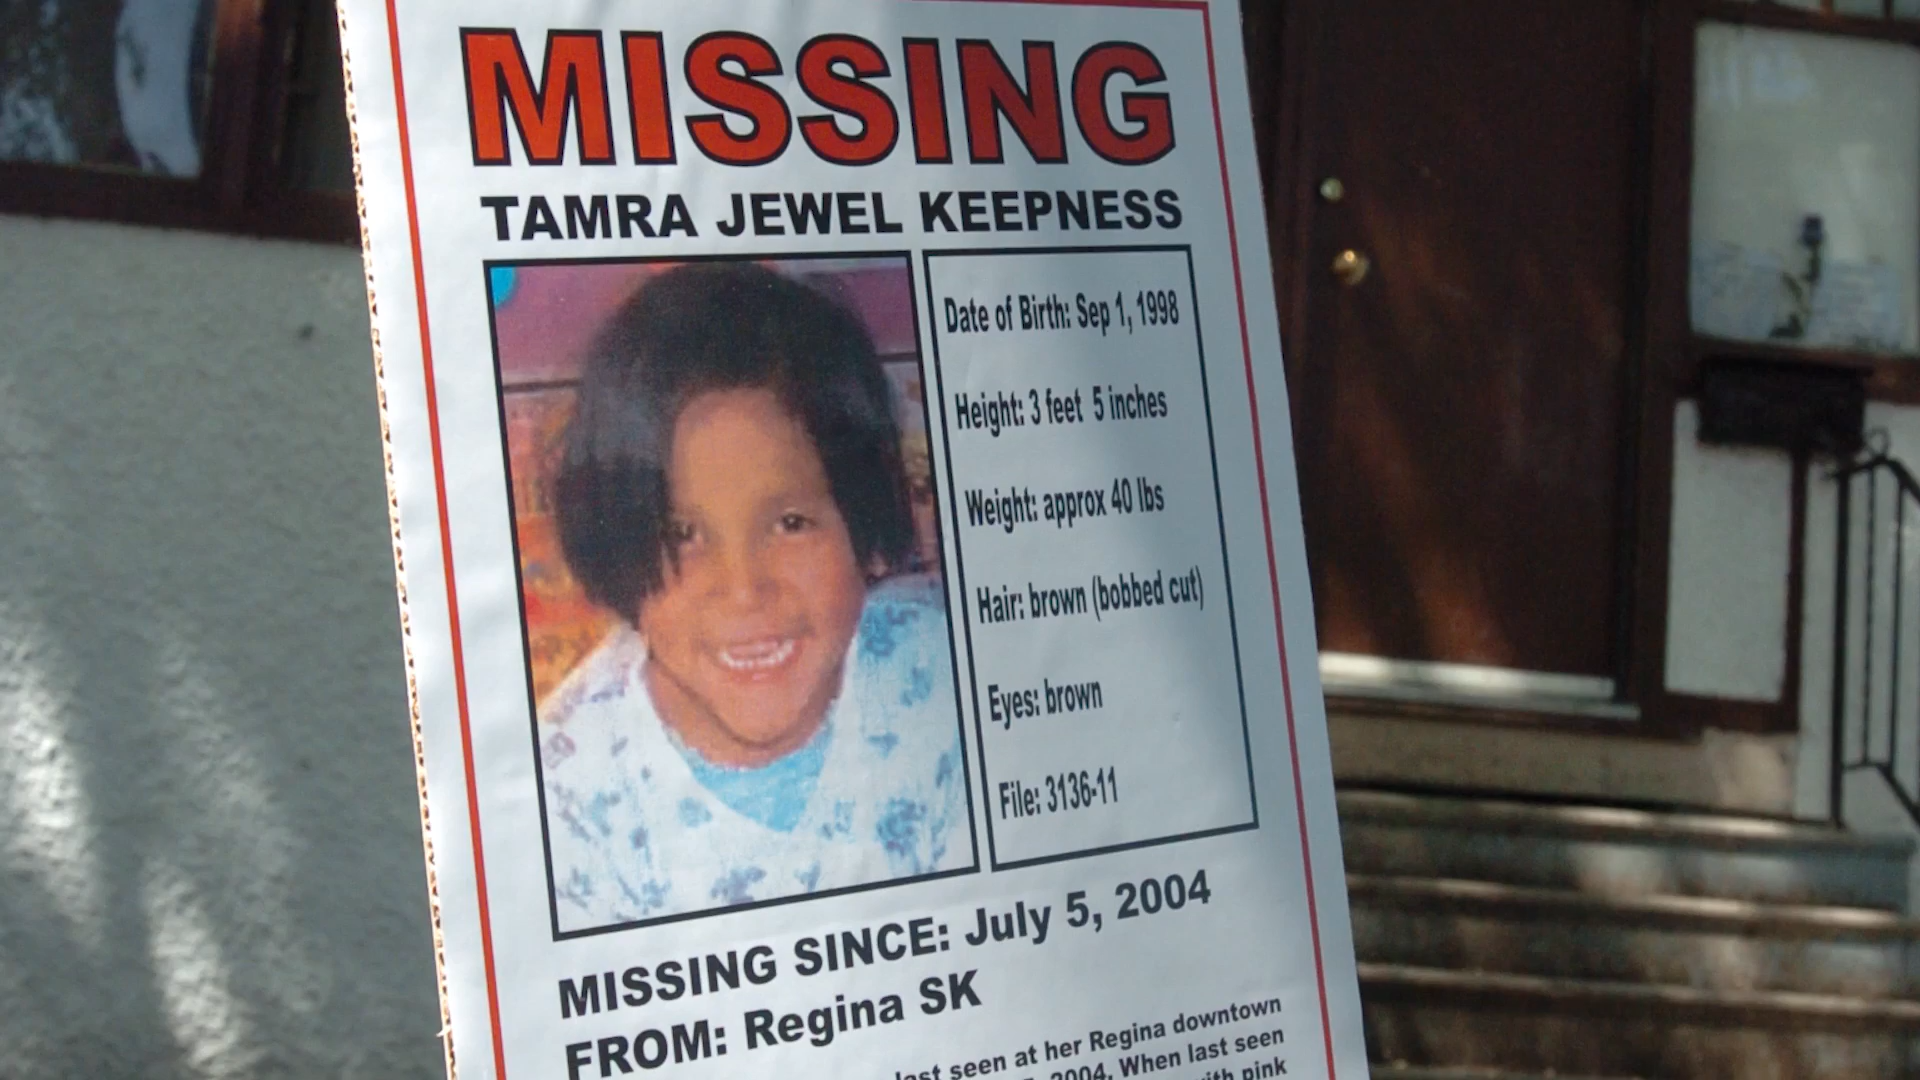 MISSING
TAMRA JEWEL KEEPNESS
Date of Birth: Sep 1, 1998
Height: 3 feet 5 inches
Weight: approx 40 lbs
Hair: brown (bobbed cut)
Eyes: brown
File: 3136-11
MISSING SINCE: July 5, 2004
FROM: Regina SK
last seen at her Regina downtown
2004. When last seen
with pink